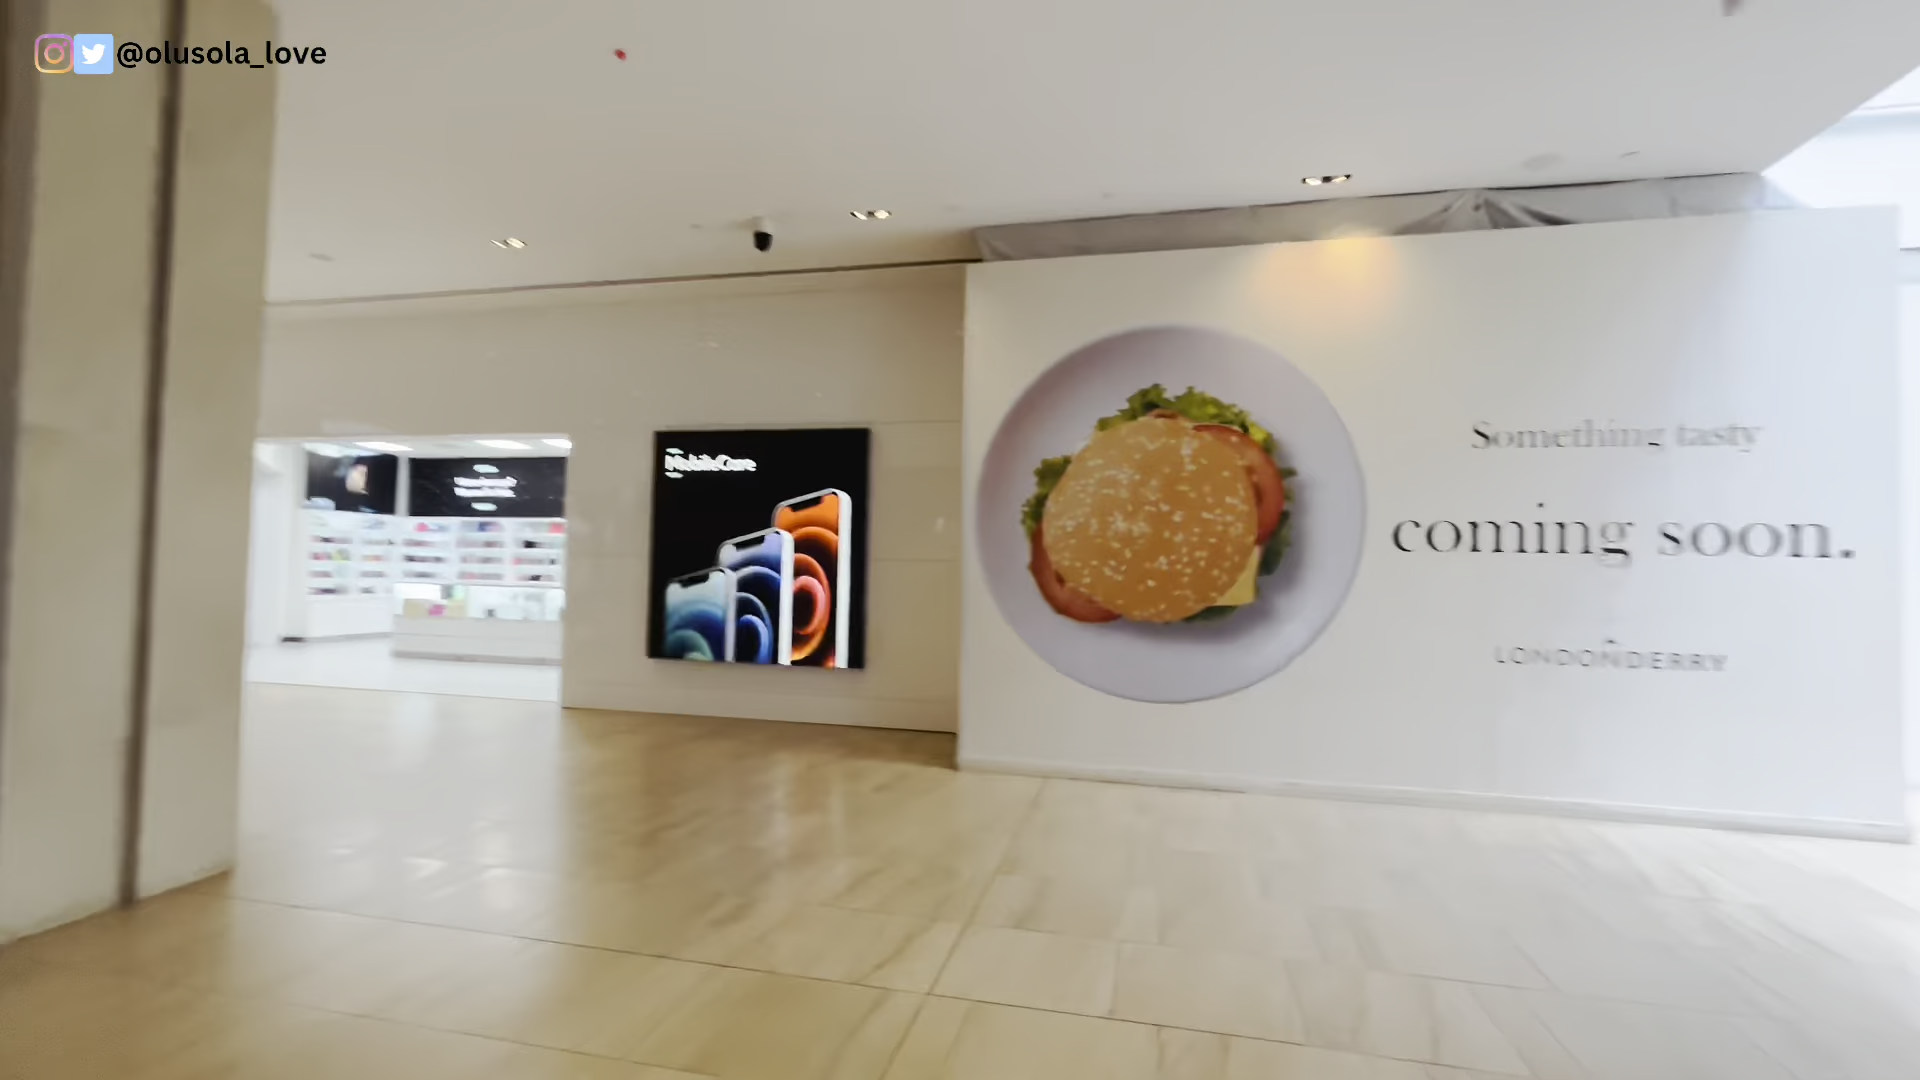 @olusola_love
MobileCare
Something tasty
coming soon.
LONDONDERRY